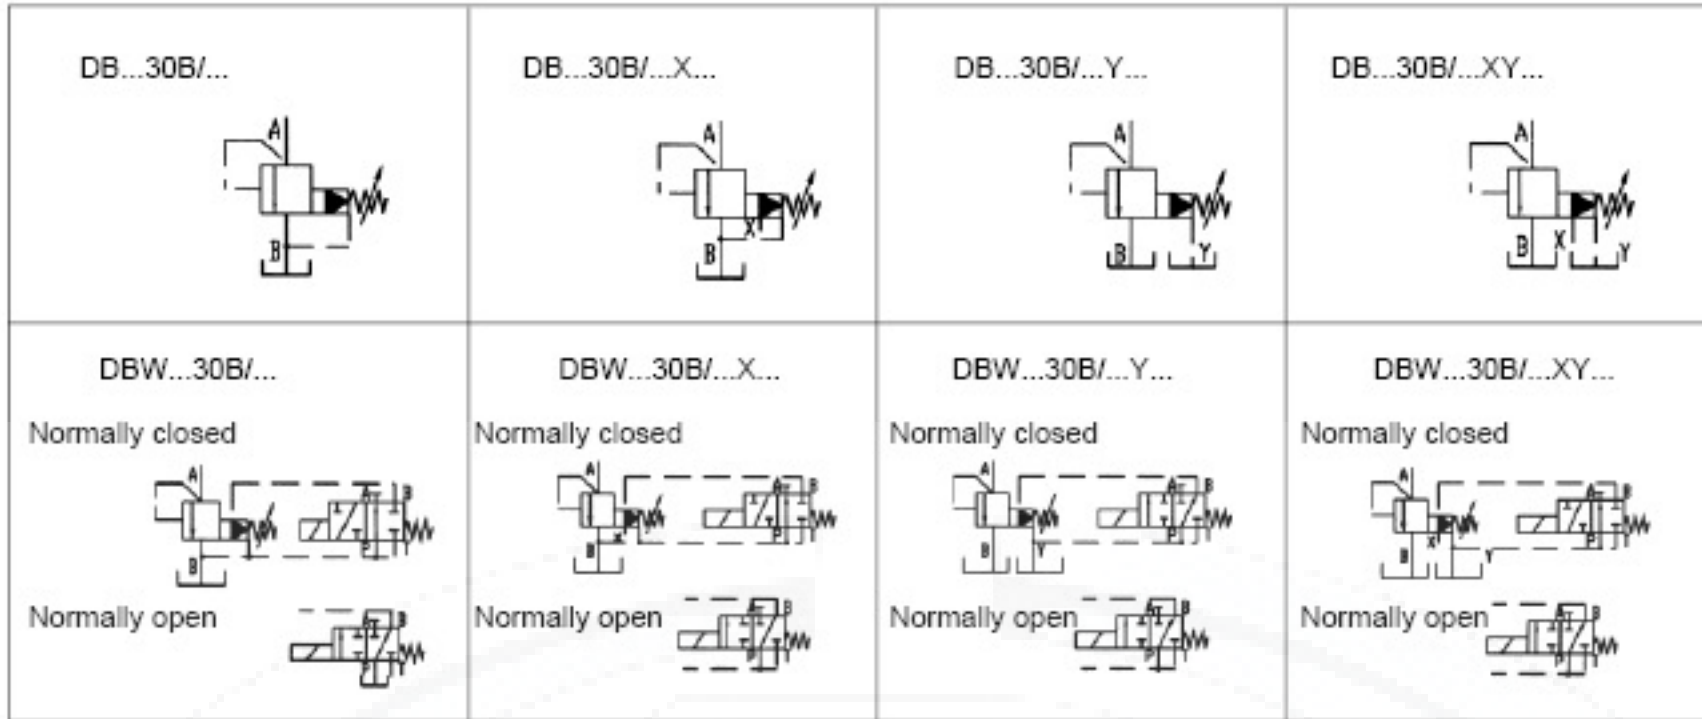 DB...30B/...
DB...30B/...X...
DB...30B/...Y...
DB...30B/...XY...
A
B
A
X
B
A
B
Y
A
B
X
Y
DBW...30B/...
DBW...30B/...X...
DBW...30B/...Y...
DBW...30B/...XY...
Normally closed
Normally closed
Normally closed
Normally closed
A
A
B
P
T
B
A
A
B
P
T
X
B
A
A
B
P
T
B
Y
A
A
B
P
T
X
B
Y
Normally open
Normally open
Normally open
Normally open
A
B
P
T
A
B
P
T
A
B
P
T
A
B
P
T